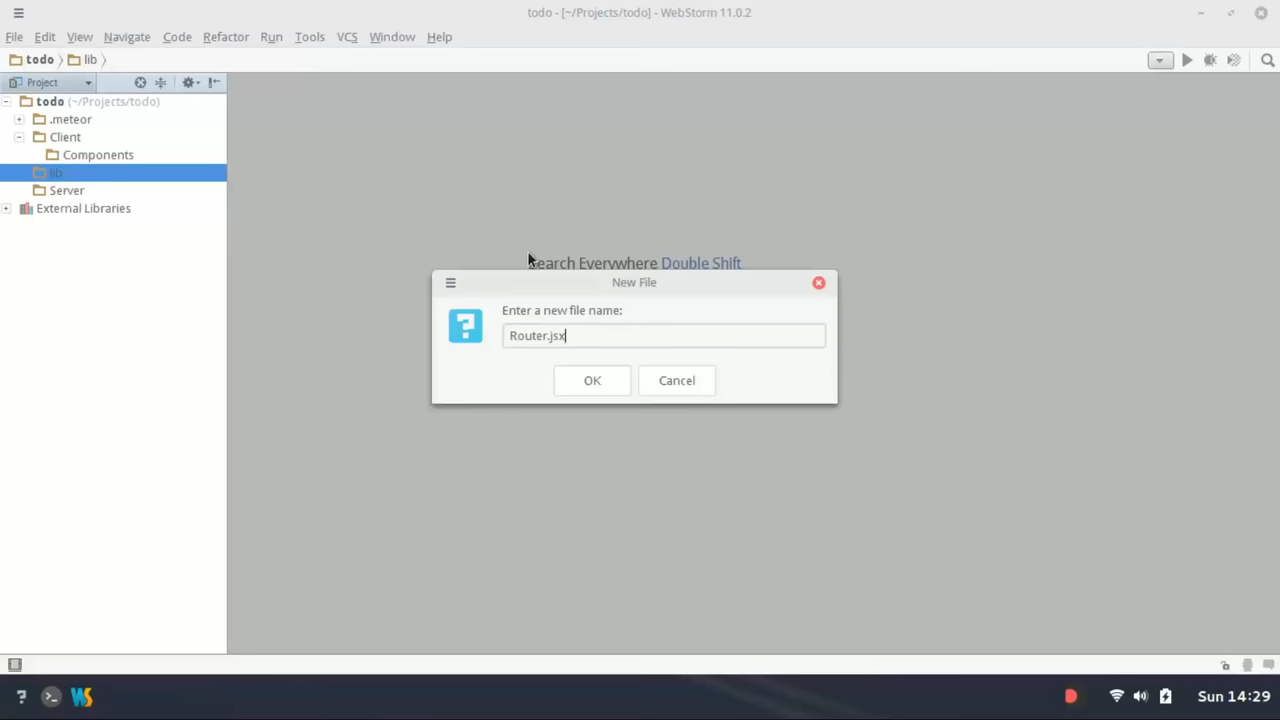 todo - [~/Projects/todo] - WebStorm 11.0.2
File Edit View Navigate Code Refactor Run Tools VCS Window Help
todo lib
Project
todo (~/Projects/todo)
.meteor
Client
Components
lib
Server
External Libraries
Search Everywhere Double Shift
New File
Enter a new file name:
Router.jsx
OK Cancel
Sun 14:29